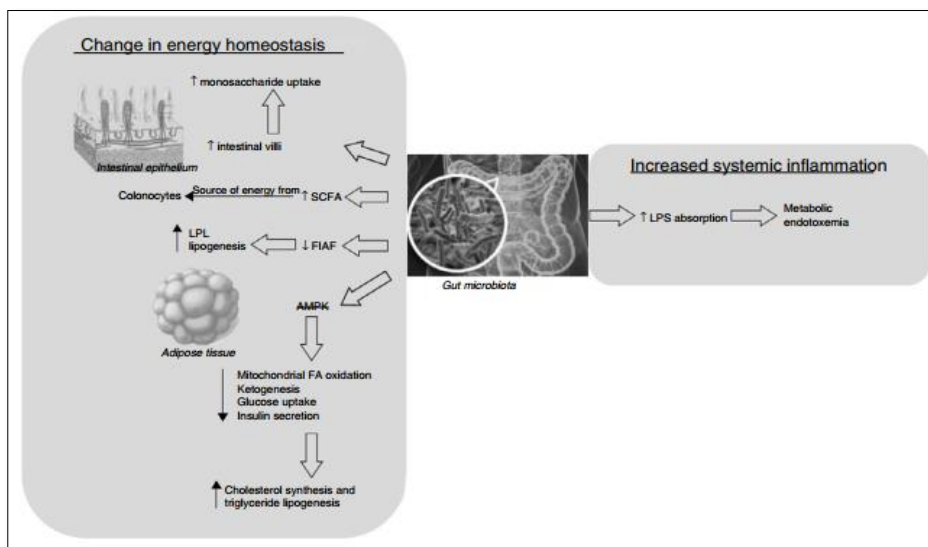 Change in energy homeostasis
↑ monosaccharide uptake
↑ intestinal villi
Intestinal epithelium
Colonocytes
Source of energy from
↑ SCFA
↑ LPL
lipogenesis
↓ FIAF
AMPK
Adipose tissue
Mitochondrial FA oxidation
Ketogenesis
Glucose uptake
Insulin secretion
Cholesterol synthesis and
triglyceride lipogenesis
Gut microbiota
Increased systemic inflammation
↑ LPS absorption
Metabolic
endotoxemia